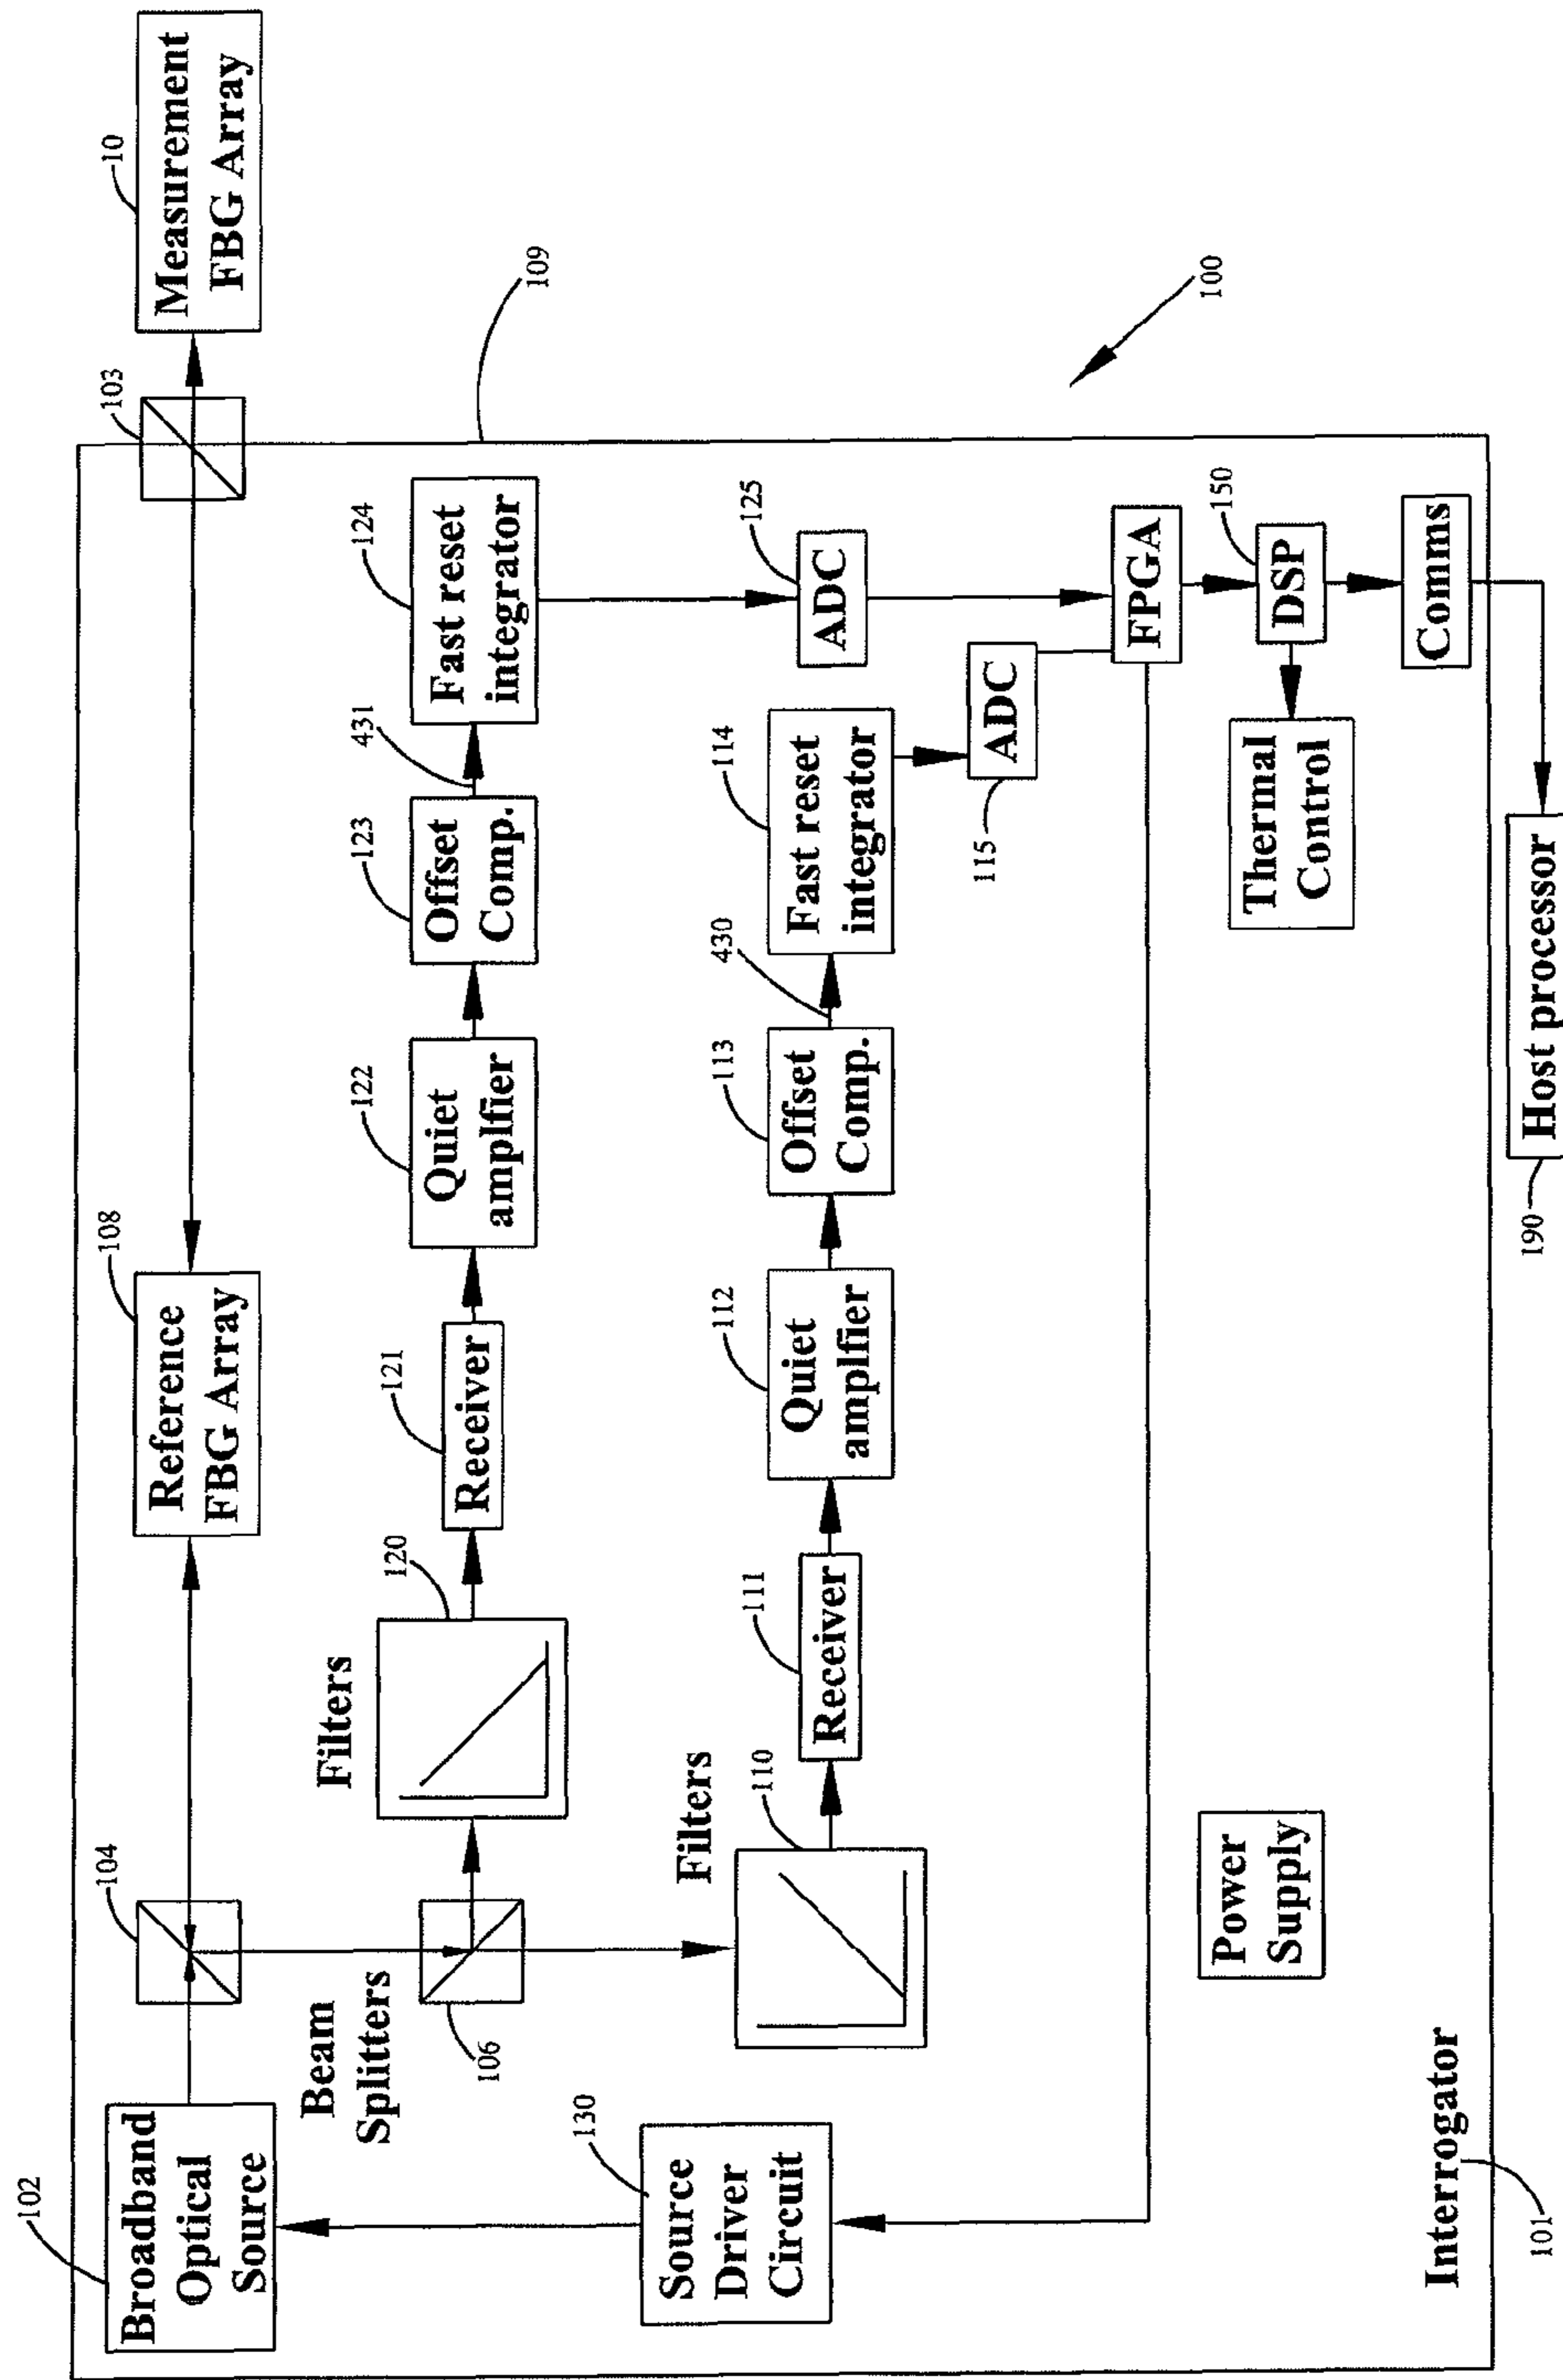 102
Broadband
Optical
Source
104
108
Reference
FBG Array
103
10
Measurement
FBG Array
Beam
Splitters
106
Filters
120
121
Receiver
122
Quiet
amplfier
123
Offset
Comp.
431
124
Fast reset
integrator
109
130
Source
Driver
Circuit
Filters
110
111
Receiver
112
Quiet
amplfier
113
Offset
Comp.
430
114
Fast reset
integrator
125
ADC
115
ADC
100
FPGA
Power
Supply
Thermal
Control
150
DSP
Comms
Interrogator
101
190
Host processor